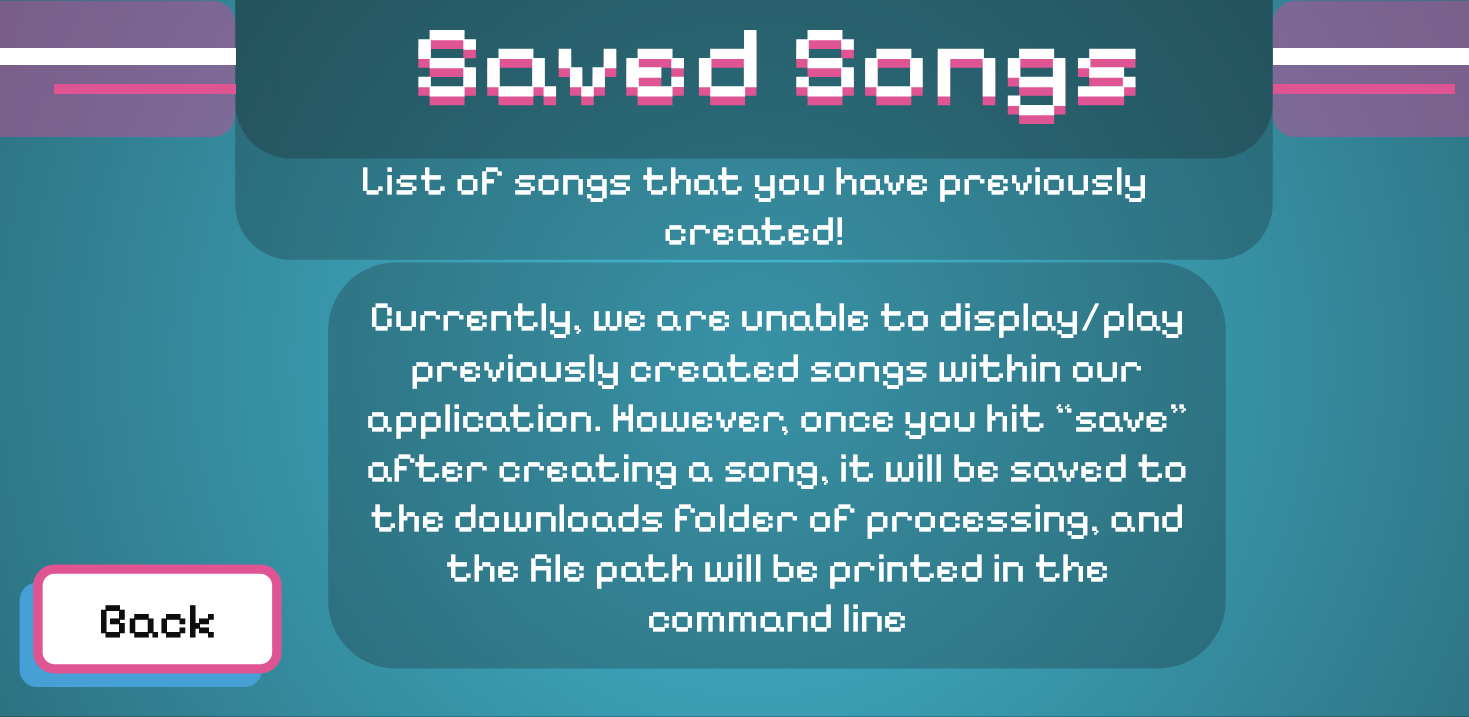 Saved Songs
List of songs that you have previously
created!
Currently, we are unable to display/play
previously created songs within our
application. However, once you hit “save”
after creating a song, it will be saved to
the downloads folder of processing, and
the file path will be printed in the
command line
Back